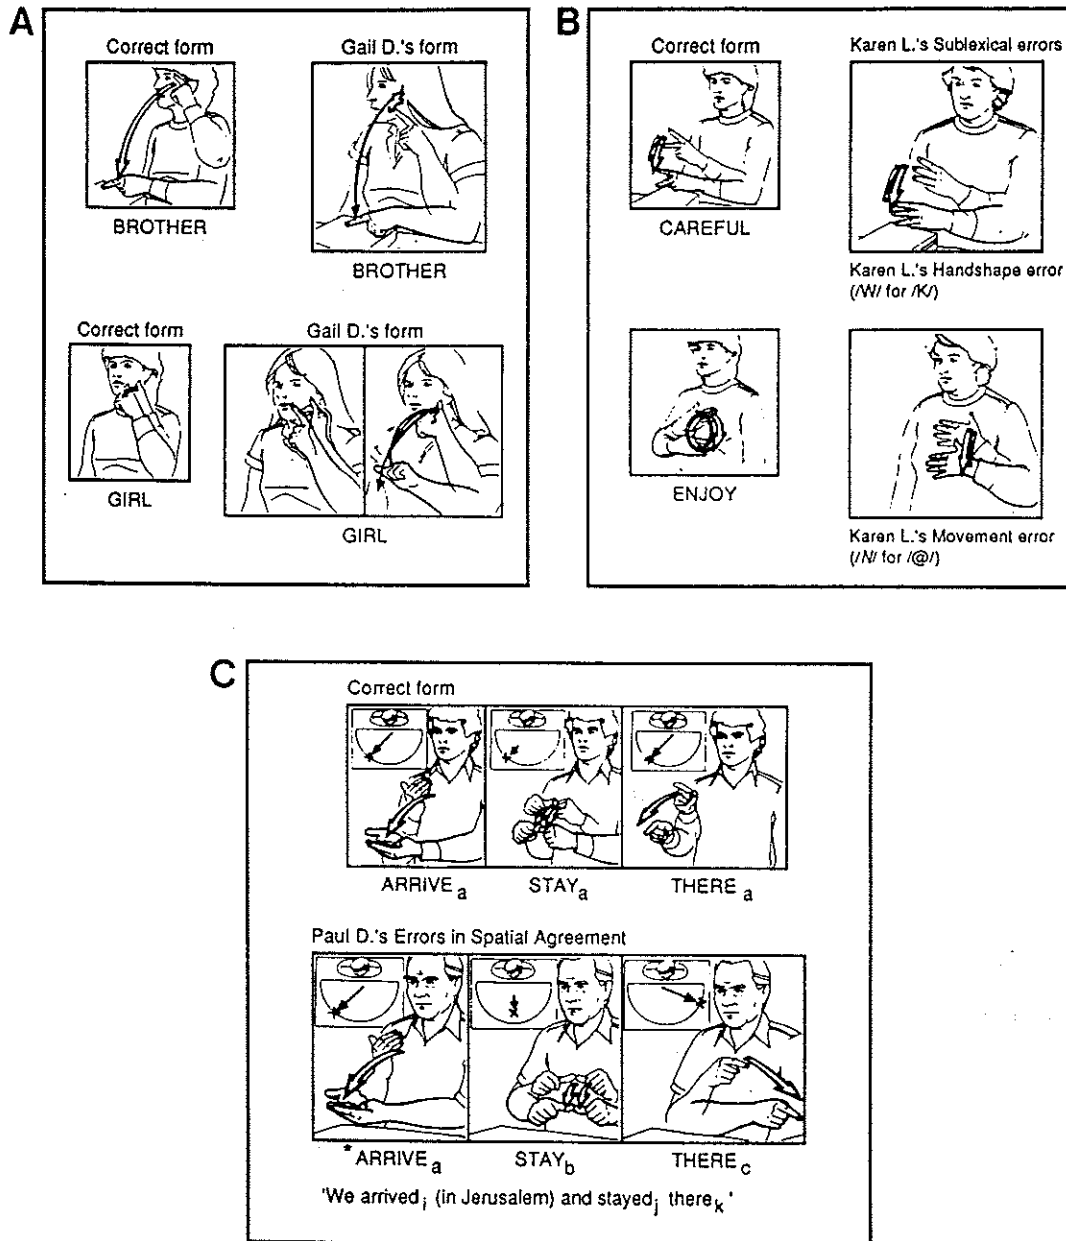 A
Correct form
Gail D.'s form
BROTHER
BROTHER
Correct form
Gail D.'s form
GIRL
GIRL
B
Correct form
Karen L.'s Sublexical errors
CAREFUL
Karen L.'s Handshape error
(/W/ for /K/)
ENJOY
Karen L.'s Movement error
(/N/ for /@/)
C
Correct form
ARRIVE a
STAY a
THERE a
Paul D.'s Errors in Spatial Agreement
*ARRIVE a
STAY b
THERE c
'We arrived i (in Jerusalem) and stayed j there k'